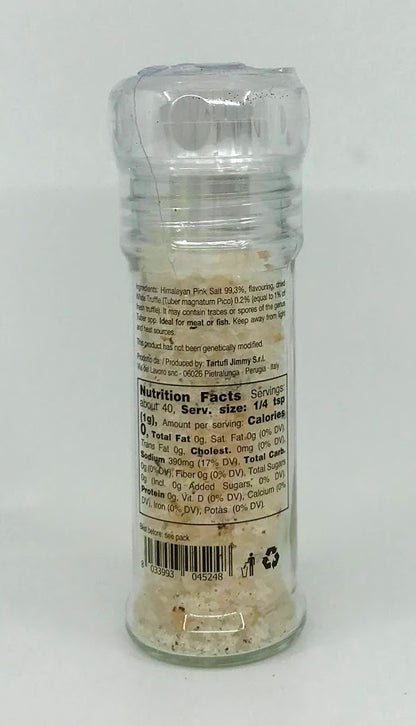 Ingredients: Himalayan Pink Salt 99,3%, flavouring, dried
White Truffle (Tuber magnatum Pico) 0.2% (equal to 1% of
fresh truffle). It may contain traces or spores of the genus
Tuber spp. Ideal for meat or fish. Keep away from light
and heat sources.
This product has not been genetically modified.
Prodotto da: / Produced by: Tartufi Jimmy S.r.l.
Via del Lavoro snc - 06026 Pietralunga - Perugia - Italy
Nutrition Facts Servings:
about 40, Serv. size: 1/4 tsp
(1g), Amount per serving: Calories
0, Total Fat 0g, Sat. Fat 0g (0% DV),
Trans Fat 0g, Cholest. 0mg (0% DV),
Sodium 390mg (17% DV), Total Carb.
0g (0% DV), Fiber 0g (0% DV), Total Sugars
0g (Incl. 0g Added Sugars, 0% DV),
Protein 0g, Vit. D (0% DV), Calcium (0%
DV), Iron (0% DV), Potas. (0% DV).
Best before: see pack
8 033993 045248